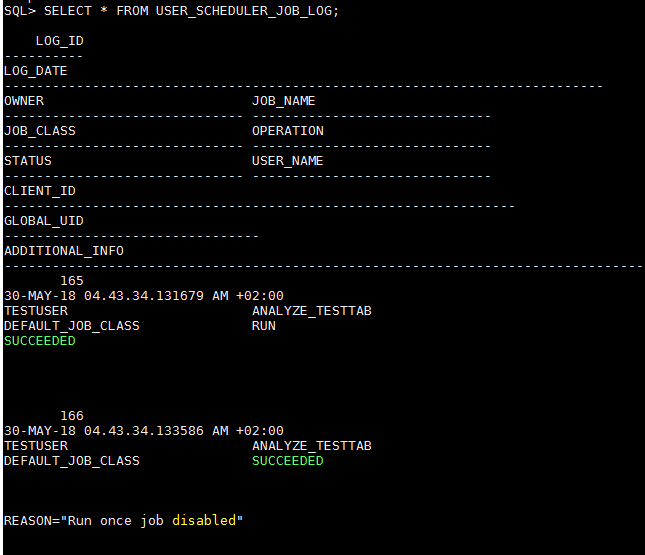 SQL> SELECT * FROM USER_SCHEDULER_JOB_LOG;
LOG_ID
----------
LOG_DATE
---------------------------------------------------------------------------
OWNER JOB_NAME
------------------------------ ------------------------------
JOB_CLASS OPERATION
------------------------------ ------------------------------
STATUS USER_NAME
------------------------------ ------------------------------
CLIENT_ID
----------------------------------------------------------------
GLOBAL_UID
--------------------------------
ADDITIONAL_INFO
--------------------------------------------------------------------------------
165
30-MAY-18 04.43.34.131679 AM +02:00
TESTUSER ANALYZE_TESTTAB
DEFAULT_JOB_CLASS RUN
SUCCEEDED
166
30-MAY-18 04.43.34.133586 AM +02:00
TESTUSER ANALYZE_TESTTAB
DEFAULT_JOB_CLASS SUCCEEDED
REASON="Run once job disabled"